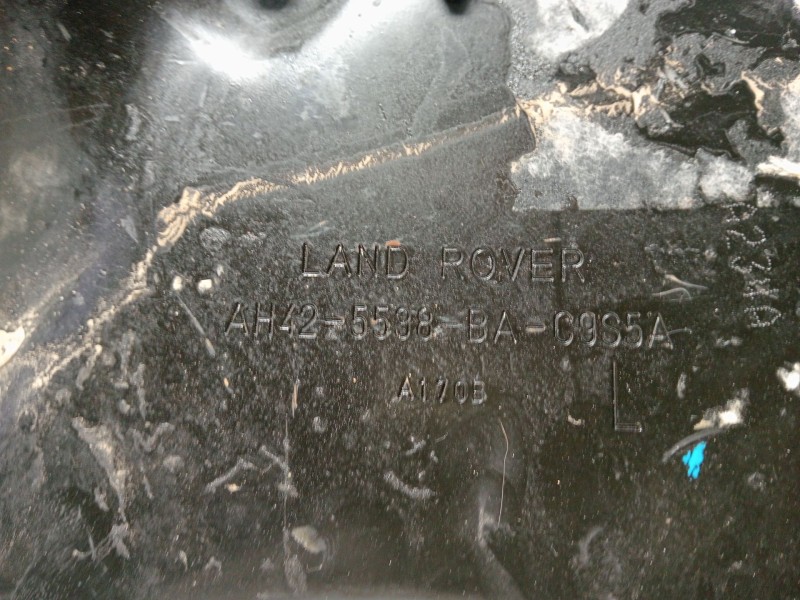 LAND ROVER
AH42-5538-BA-C9S5A
A170B
L